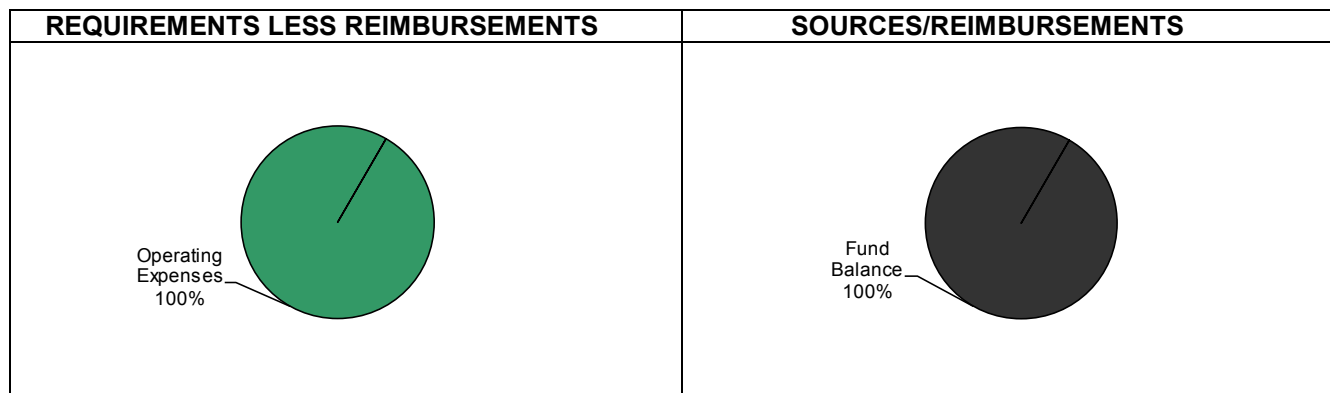 REQUIREMENTS LESS REIMBURSEMENTS
SOURCES/REIMBURSEMENTS
Operating
Expenses
100%
Fund
Balance
100%